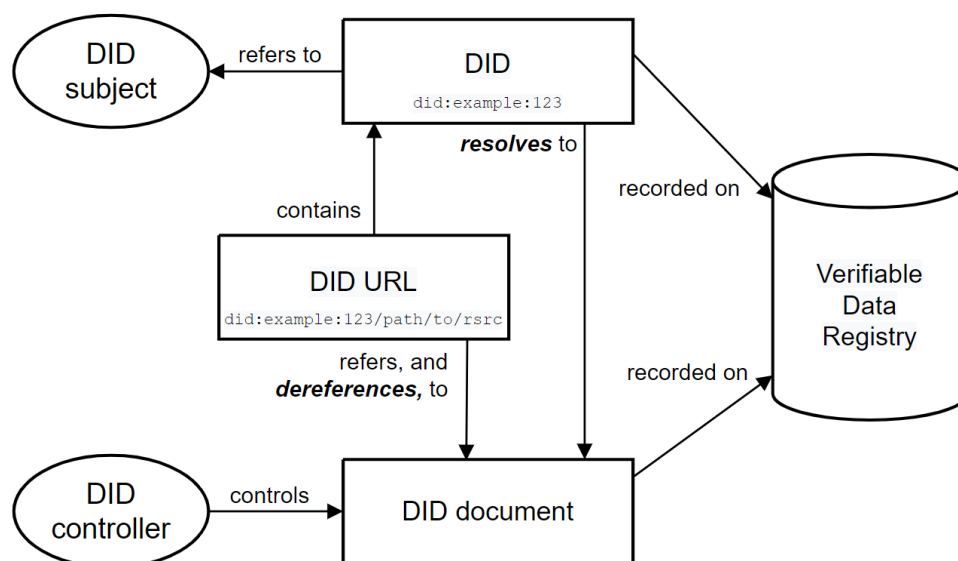 DID
subject
refers to
DID
did:example:123
resolves to
recorded on
contains
DID URL
did:example:123/path/to/rsrc
Verifiable
Data
Registry
refers, and
dereferences, to
recorded on
DID
controller
controls
DID document